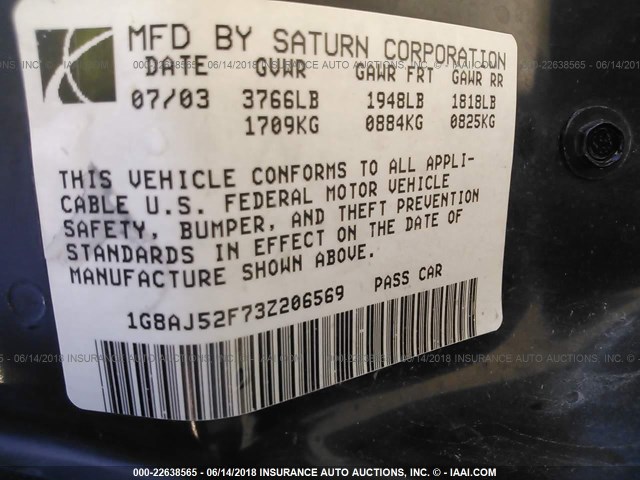 MFD BY SATURN CORPORATION
DATE GVWR GAWR FRT GAWR RR
07/03 3766LB 1948LB 1818LB
1709KG 0884KG 0825KG
THIS VEHICLE CONFORMS TO ALL APPLI-
CABLE U.S. FEDERAL MOTOR VEHICLE
SAFETY, BUMPER, AND THEFT PREVENTION
STANDARDS IN EFFECT ON THE DATE OF
MANUFACTURE SHOWN ABOVE.
1G8AJ52F73Z206569 PASS CAR
000-22638565 - 06/14/2018 INSURANCE AUTO AUCTIONS, INC. © - IAAI.COM